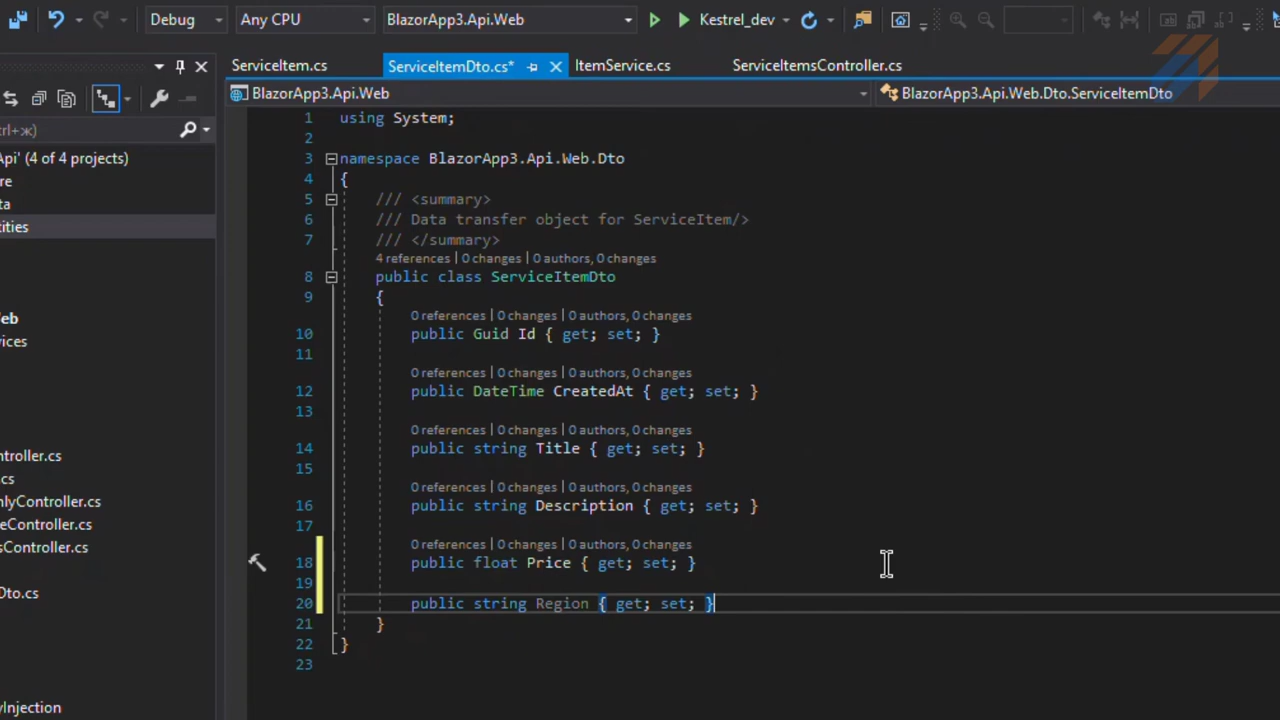 Debug Any CPU BlazorApp3.Api.Web Kestrel_dev
ServiceItem.cs ServiceItemDto.cs* ItemService.cs ServiceItemsController.cs
BlazorApp3.Api.Web BlazorApp3.Api.Web.Dto.ServiceItemDto
ctrl+ж)
Api' (4 of 4 projects)
re
ta
tities
eb
ices
ntroller.cs
cs
nlyController.cs
eController.cs
sController.cs
Dto.cs
yInjection
1 using System;
2
3 namespace BlazorApp3.Api.Web.Dto
4 {
5 /// <summary>
6 /// Data transfer object for ServiceItem/>
7 /// </summary>
4 references | 0 changes | 0 authors, 0 changes
8 public class ServiceItemDto
9 {
0 references | 0 changes | 0 authors, 0 changes
10 public Guid Id { get; set; }
11
0 references | 0 changes | 0 authors, 0 changes
12 public DateTime CreatedAt { get; set; }
13
0 references | 0 changes | 0 authors, 0 changes
14 public string Title { get; set; }
15
0 references | 0 changes | 0 authors, 0 changes
16 public string Description { get; set; }
17
0 references | 0 changes | 0 authors, 0 changes
18 public float Price { get; set; }
19
20 public string Region { get; set; }
21 }
22 }
23